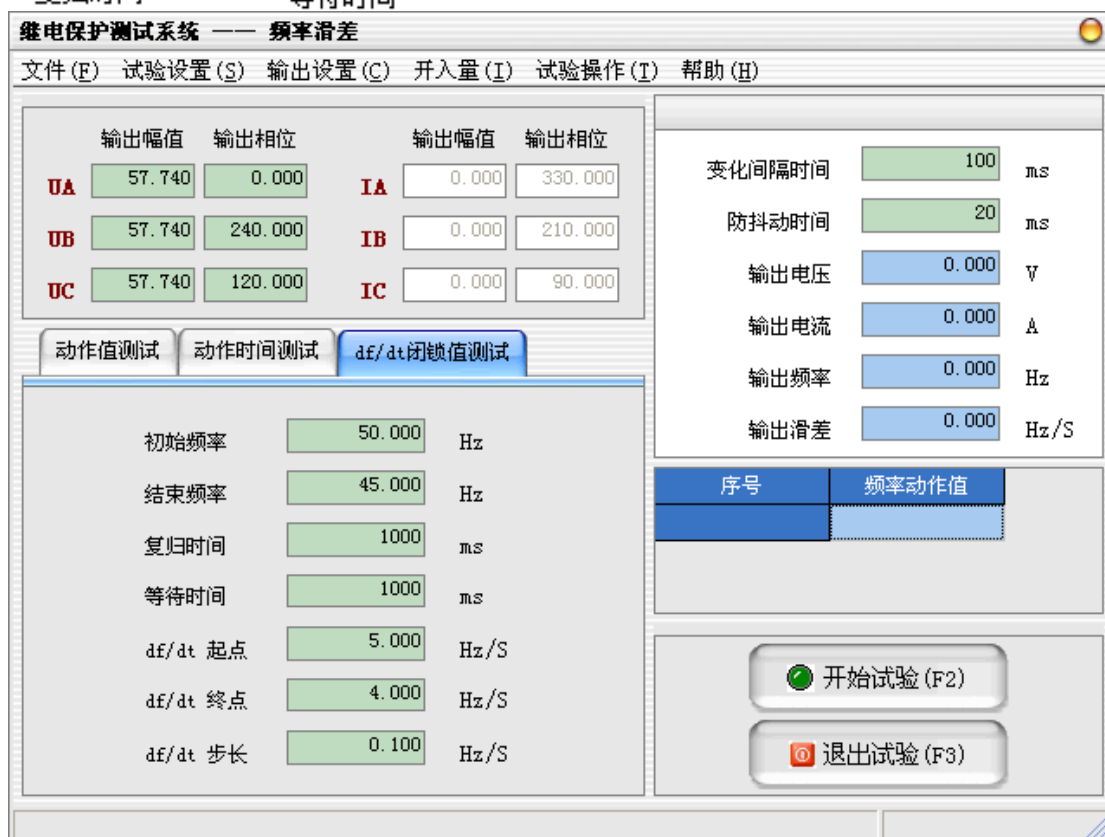 复归时间 等待时间
继电保护测试系统 —— 频率滑差
文件(F) 试验设置(S) 输出设置(C) 开入量(I) 试验操作(T) 帮助(H)
输出幅值 输出相位 输出幅值 输出相位
UA 57.740 0.000 IA 0.000 330.000
UB 57.740 240.000 IB 0.000 210.000
UC 57.740 120.000 IC 0.000 90.000
变化间隔时间 100 ms
防抖动时间 20 ms
输出电压 0.000 V
输出电流 0.000 A
输出频率 0.000 Hz
输出滑差 0.000 Hz/S
动作值测试 动作时间测试 df/dt闭锁值测试
初始频率 50.000 Hz
结束频率 45.000 Hz
复归时间 1000 ms
等待时间 1000 ms
df/dt 起点 5.000 Hz/S
df/dt 终点 4.000 Hz/S
df/dt 步长 0.100 Hz/S
序号 频率动作值
开始试验(F2)
退出试验(F3)